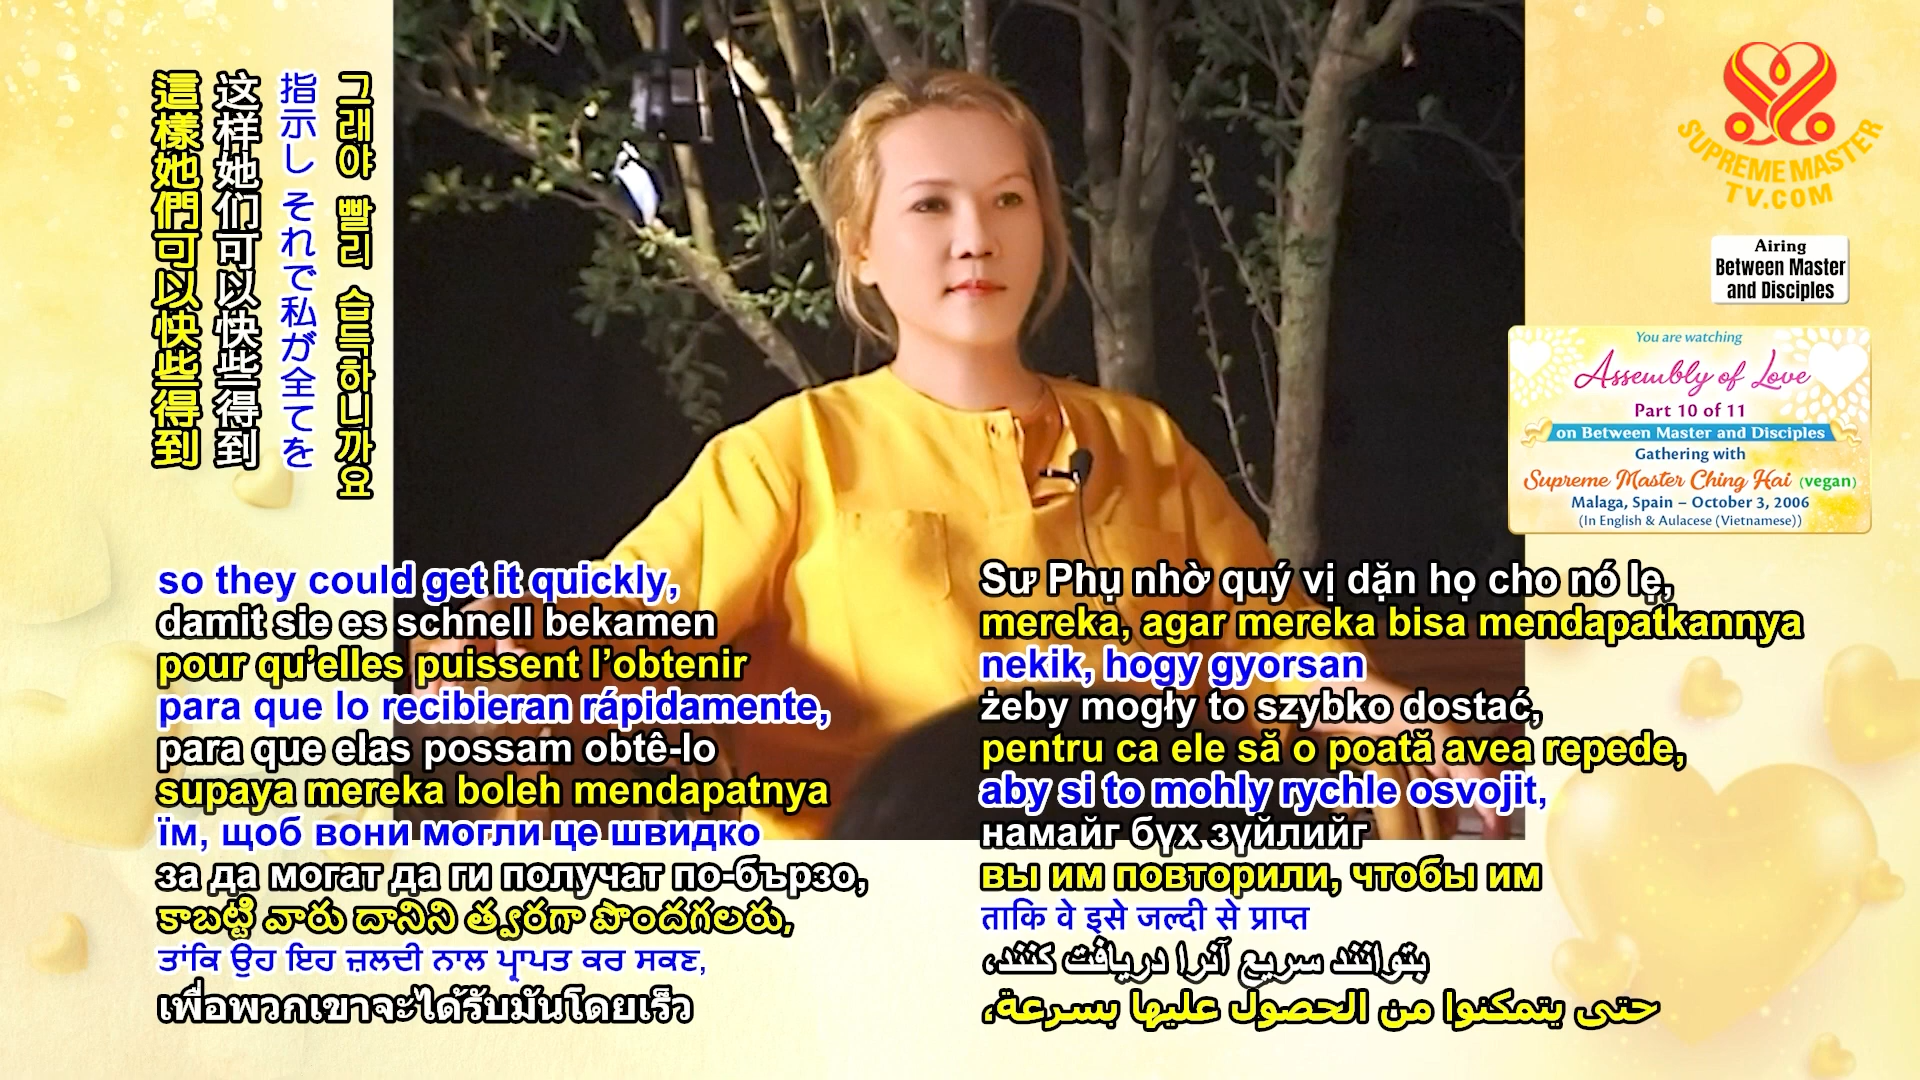 그래야 빨리 습득하니까요
指示し それで私が全てを
这样她们可以快些得到
這樣她們可以快些得到
SUPREME MASTER
TV.COM
Airing
Between Master
and Disciples
You are watching
Assembly of Love
Part 10 of 11
on Between Master and Disciples
Gathering with
Supreme Master Ching Hai (vegan)
Malaga, Spain – October 3, 2006
(In English & Aulacese (Vietnamese))
so they could get it quickly,
damit sie es schnell bekamen
pour qu’elles puissent l’obtenir
para que lo recibieran rápidamente,
para que elas possam obtê-lo
supaya mereka boleh mendapatnya
їм, щоб вони могли це швидко
за да могат да ги получат по-бързо,
కాబట్టి వారు దానిని త్వరగా పొందగలరు,
ਤਾਂਕਿ ਉਹ ਇਹ ਜ਼ਲਦੀ ਨਾਲ ਪ੍ਰਾਪਤ ਕਰ ਸਕਣ,
เพื่อพวกเขาจะได้รับมันโดยเร็ว
Sư Phụ nhờ quý vị dặn họ cho nó lẹ,
mereka, agar mereka bisa mendapatkannya
nekik, hogy gyorsan
żeby mogły to szybko dostać,
pentru ca ele să o poată avea repede,
aby si to mohly rychle osvojit,
намайг бүх зүйлийг
вы им повторили, чтобы им
ताकि वे इसे जल्दी से प्राप्त
بتوانند سریع آنرا دریافت کنند،
حتى يتمكنوا من الحصول عليها بسرعة،